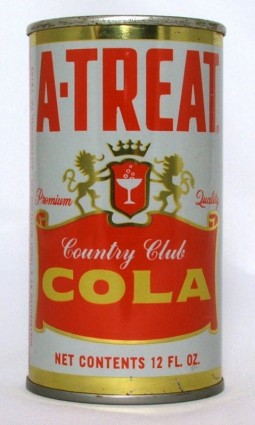 A-TREAT
Premium Quality
Country Club
COLA
NET CONTENTS 12 FL. OZ.